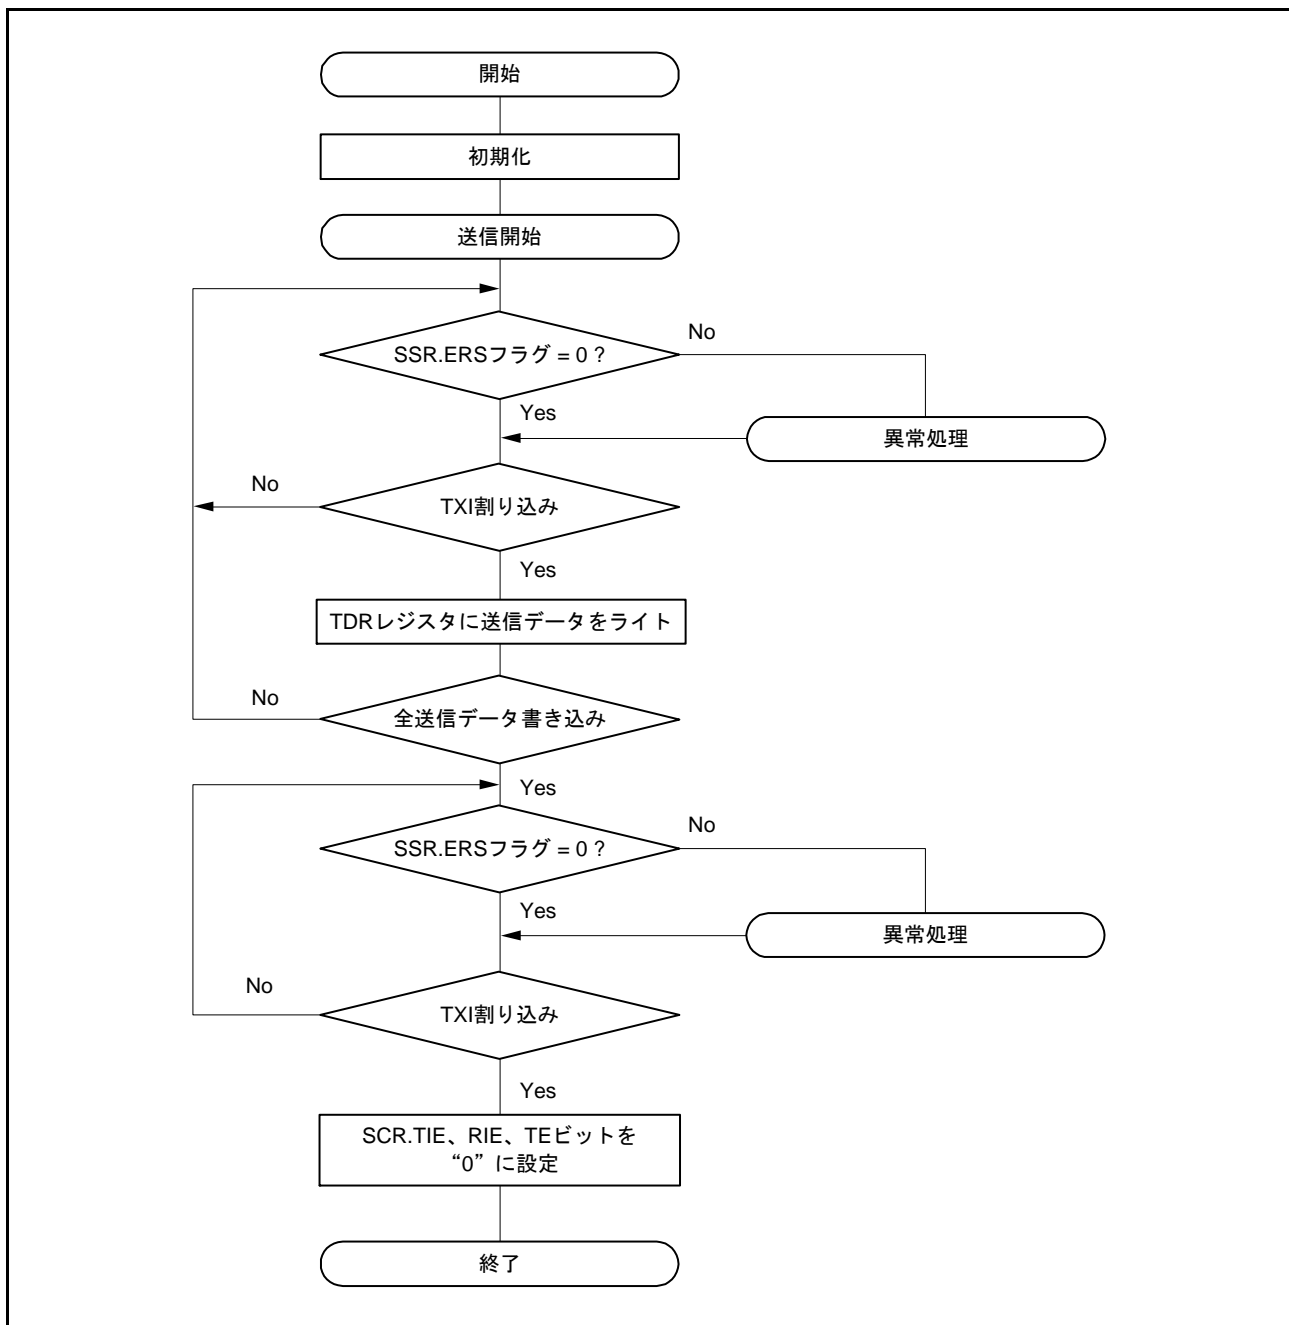 開始
初期化
送信開始
SSR.ERSフラグ = 0 ?
No
Yes
異常処理
No
TXI割り込み
Yes
TDRレジスタに送信データをライト
No
全送信データ書き込み
Yes
SSR.ERSフラグ = 0 ?
No
Yes
異常処理
No
TXI割り込み
Yes
SCR.TIE、RIE、TEビットを
“0”に設定
終了